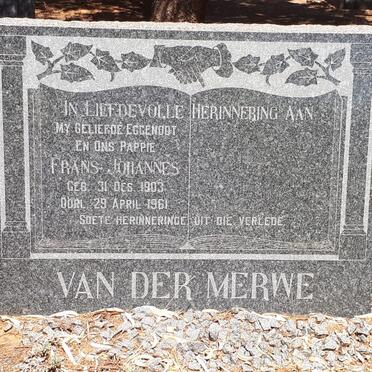 IN LIEFDEVOLLE HERINNERING AAN
MY GELIEFDE EGGENOOT
EN ONS PAPPIE
FRANS JOHANNES
GEB. 31 DES. 1903
OORL. 29 APRIL 1961
SOETE HERINNERINGE UIT DIE VERLEDE
VAN DER MERWE